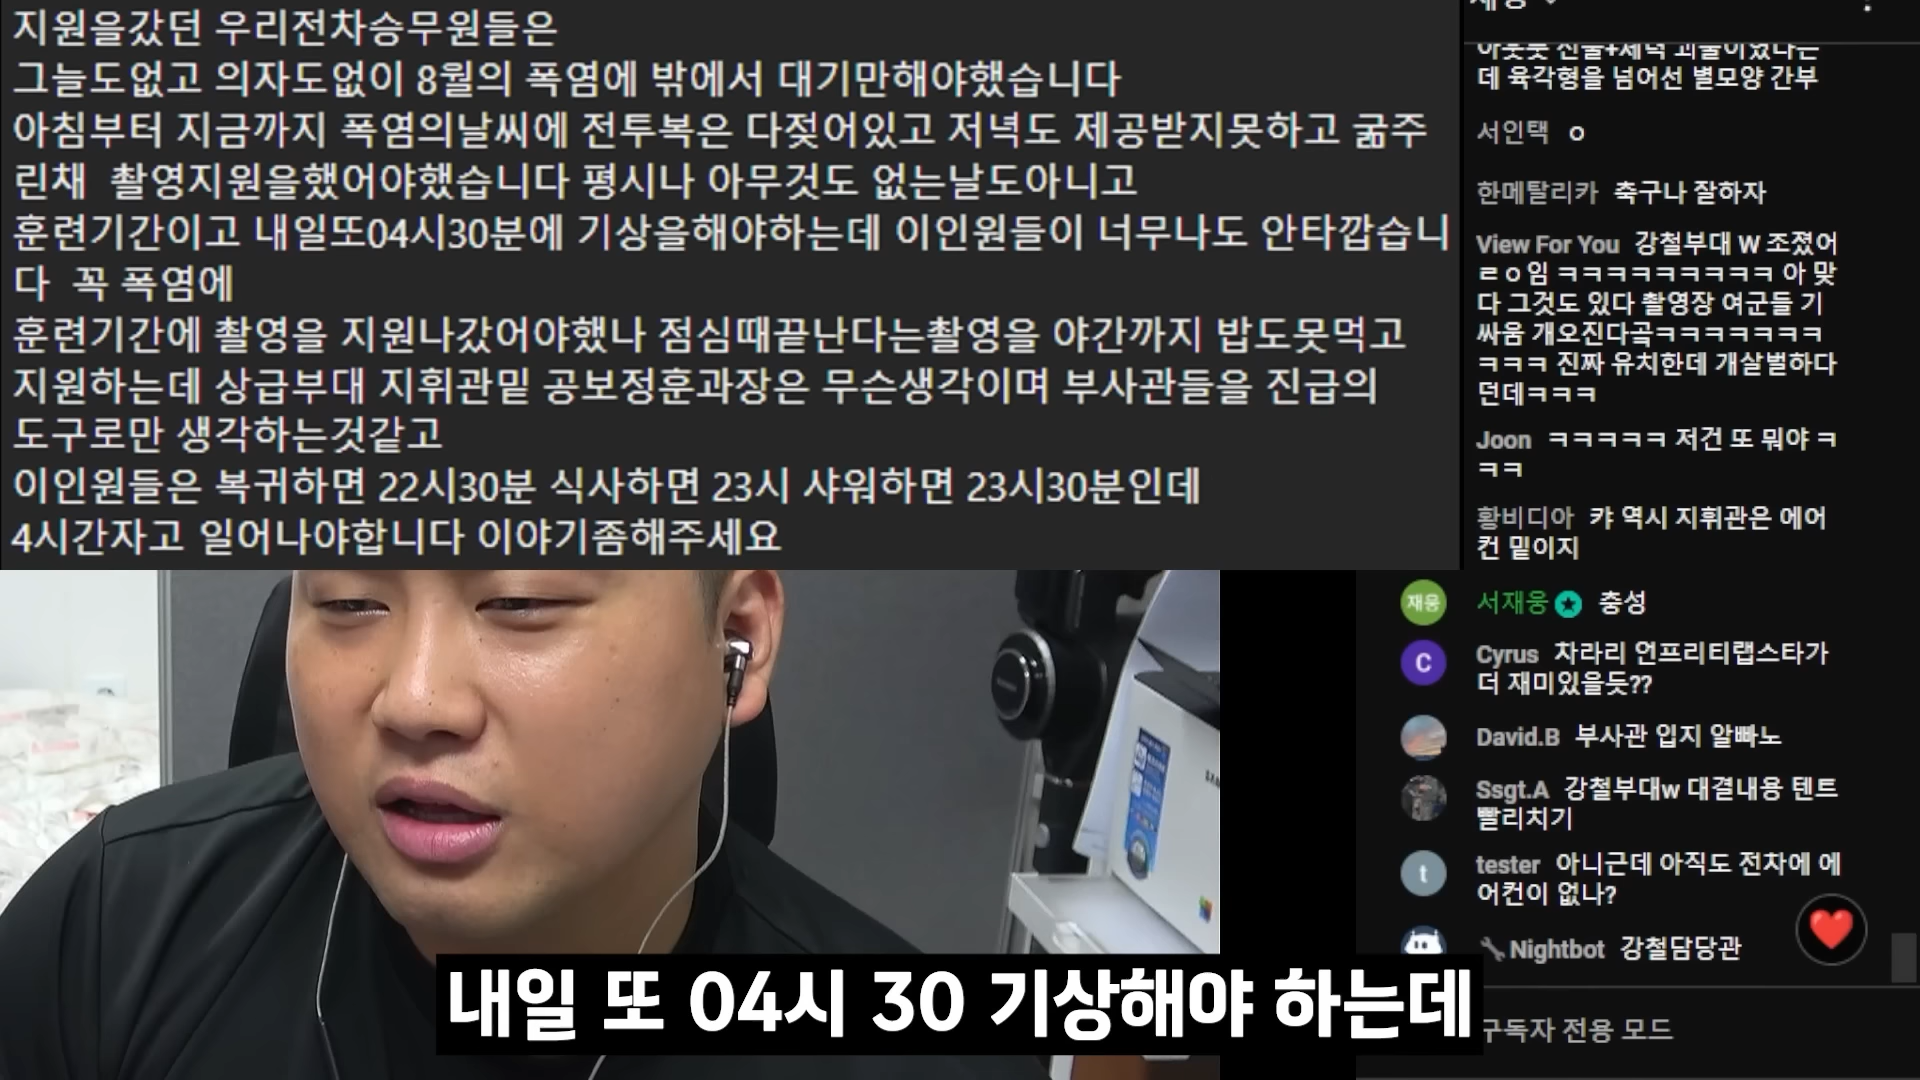 지원을갔던 우리전차승무원들은
그늘도없고 의자도없이 8월의 폭염에 밖에서 대기만해야했습니다
아침부터 지금까지 폭염의날씨에 전투복은 다젖어있고 저녁도 제공받지못하고 굶주
린채  촬영지원을했어야했습니다 평시나 아무것도 없는날도아니고
훈련기간이고 내일또04시30분에 기상을해야하는데 이인원들이 너무나도 안타깝습니
다  꼭 폭염에
훈련기간에 촬영을 지원나갔어야했나 점심때끝난다는촬영을 야간까지 밥도못먹고
지원하는데 상급부대 지휘관밑 공보정훈과장은 무슨생각이며 부사관들을 진급의
도구로만 생각하는것같고
이인원들은 복귀하면 22시30분 식사하면 23시 샤워하면 23시30분인데
4시간자고 일어나야합니다 이야기좀해주세요
데 육각형을 넘어선 별모양 간부
서인택 ㅇ
한메탈리카 축구나 잘하자
View For You 강철부대 W 조졌어
ㄹㅇ임 ㅋㅋㅋㅋㅋㅋㅋㅋㅋ 아 맞
다 그것도 있다 촬영장 여군들 기
싸움 개오진다곸ㅋㅋㅋㅋㅋㅋㅋ
ㅋㅋㅋ 진짜 유치한데 개살벌하다
던데ㅋㅋㅋ
Joon ㅋㅋㅋㅋㅋ 저건 또 뭐야 ㅋ
ㅋㅋ
황비디아 캬 역시 지휘관은 에어
컨 밑이지
재웅 서재웅 충성
C Cyrus 차라리 언프리티랩스타가
더 재미있을듯??
David.B 부사관 입지 알빠노
Ssgt.A 강철부대w 대결내용 텐트
빨리치기
t tester 아니근데 아직도 전차에 에
어컨이 없나?
Nightbot 강철담당관
내일 또 04시 30 기상해야 하는데
구독자 전용 모드